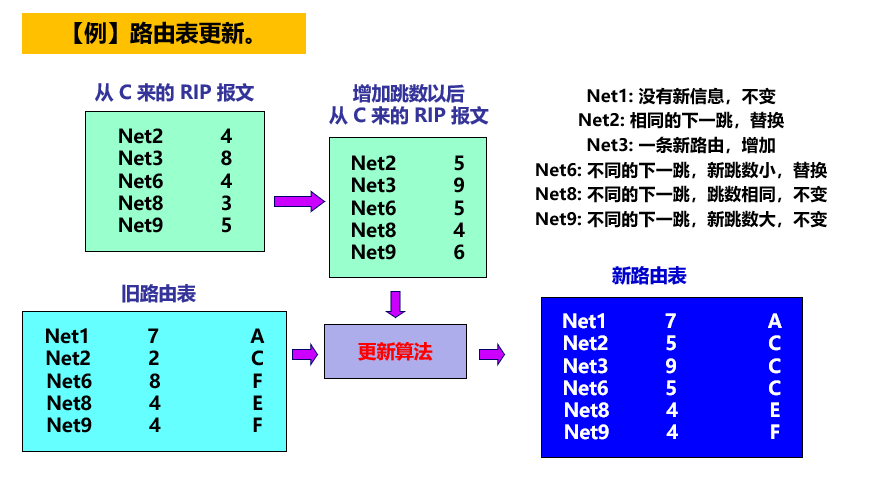 【例】路由表更新。
从 C 来的 RIP 报文
Net2 4
Net3 8
Net6 4
Net8 3
Net9 5
增加跳数以后
从 C 来的 RIP 报文
Net2 5
Net3 9
Net6 5
Net8 4
Net9 6
Net1: 没有新信息，不变
Net2: 相同的下一跳，替换
Net3: 一条新路由，增加
Net6: 不同的下一跳，新跳数小，替换
Net8: 不同的下一跳，跳数相同，不变
Net9: 不同的下一跳，新跳数大，不变
旧路由表
Net1 7 A
Net2 2 C
Net6 8 F
Net8 4 E
Net9 4 F
更新算法
新路由表
Net1 7 A
Net2 5 C
Net3 9 C
Net6 5 C
Net8 4 E
Net9 4 F